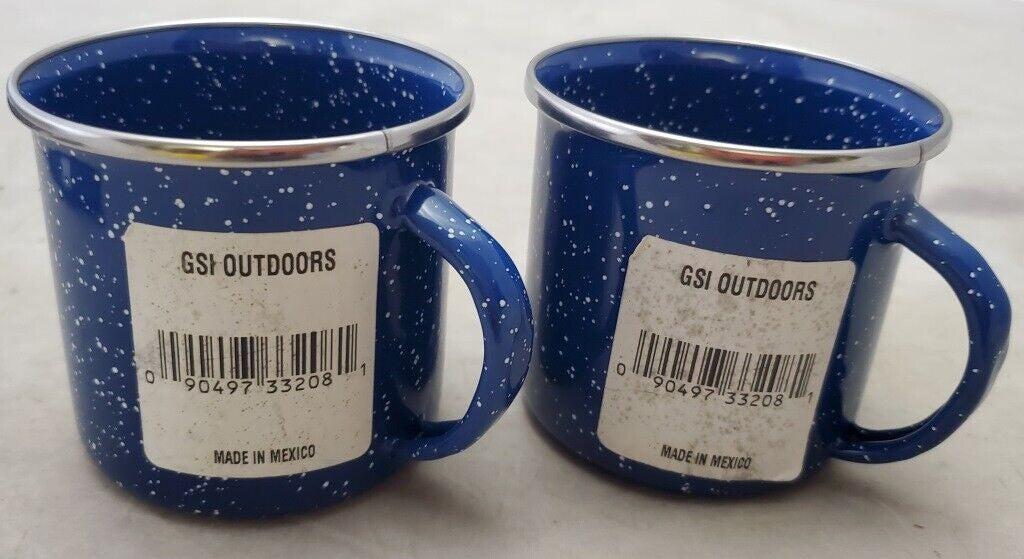 GSI OUTDOORS
0 90497 33208 1
MADE IN MEXICO
GSI OUTDOORS
0 90497 33208 1
MADE IN MEXICO